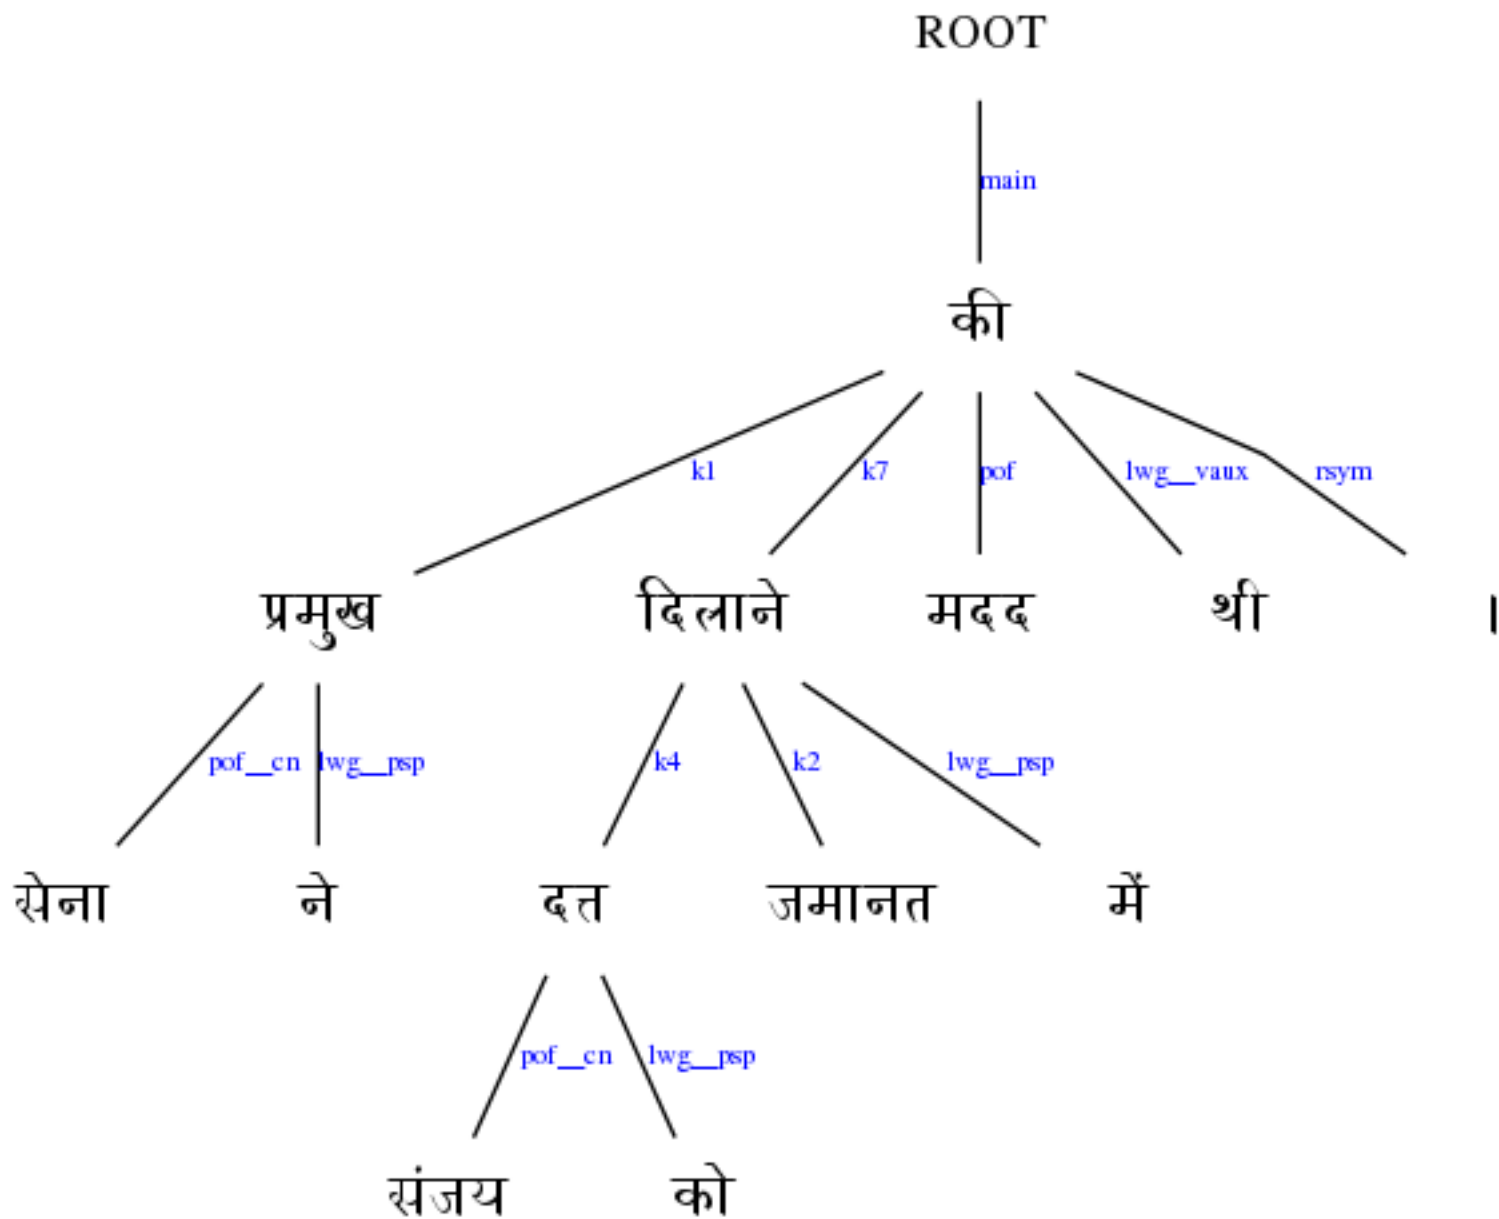 ROOT
main
की
k1 k7 pof lwg__vaux rsym
प्रमुख दिलाने मदद थी ।
pof__cn lwg__psp k4 k2 lwg__psp
सेना ने दत्त जमानत में
pof__cn lwg__psp
संजय को